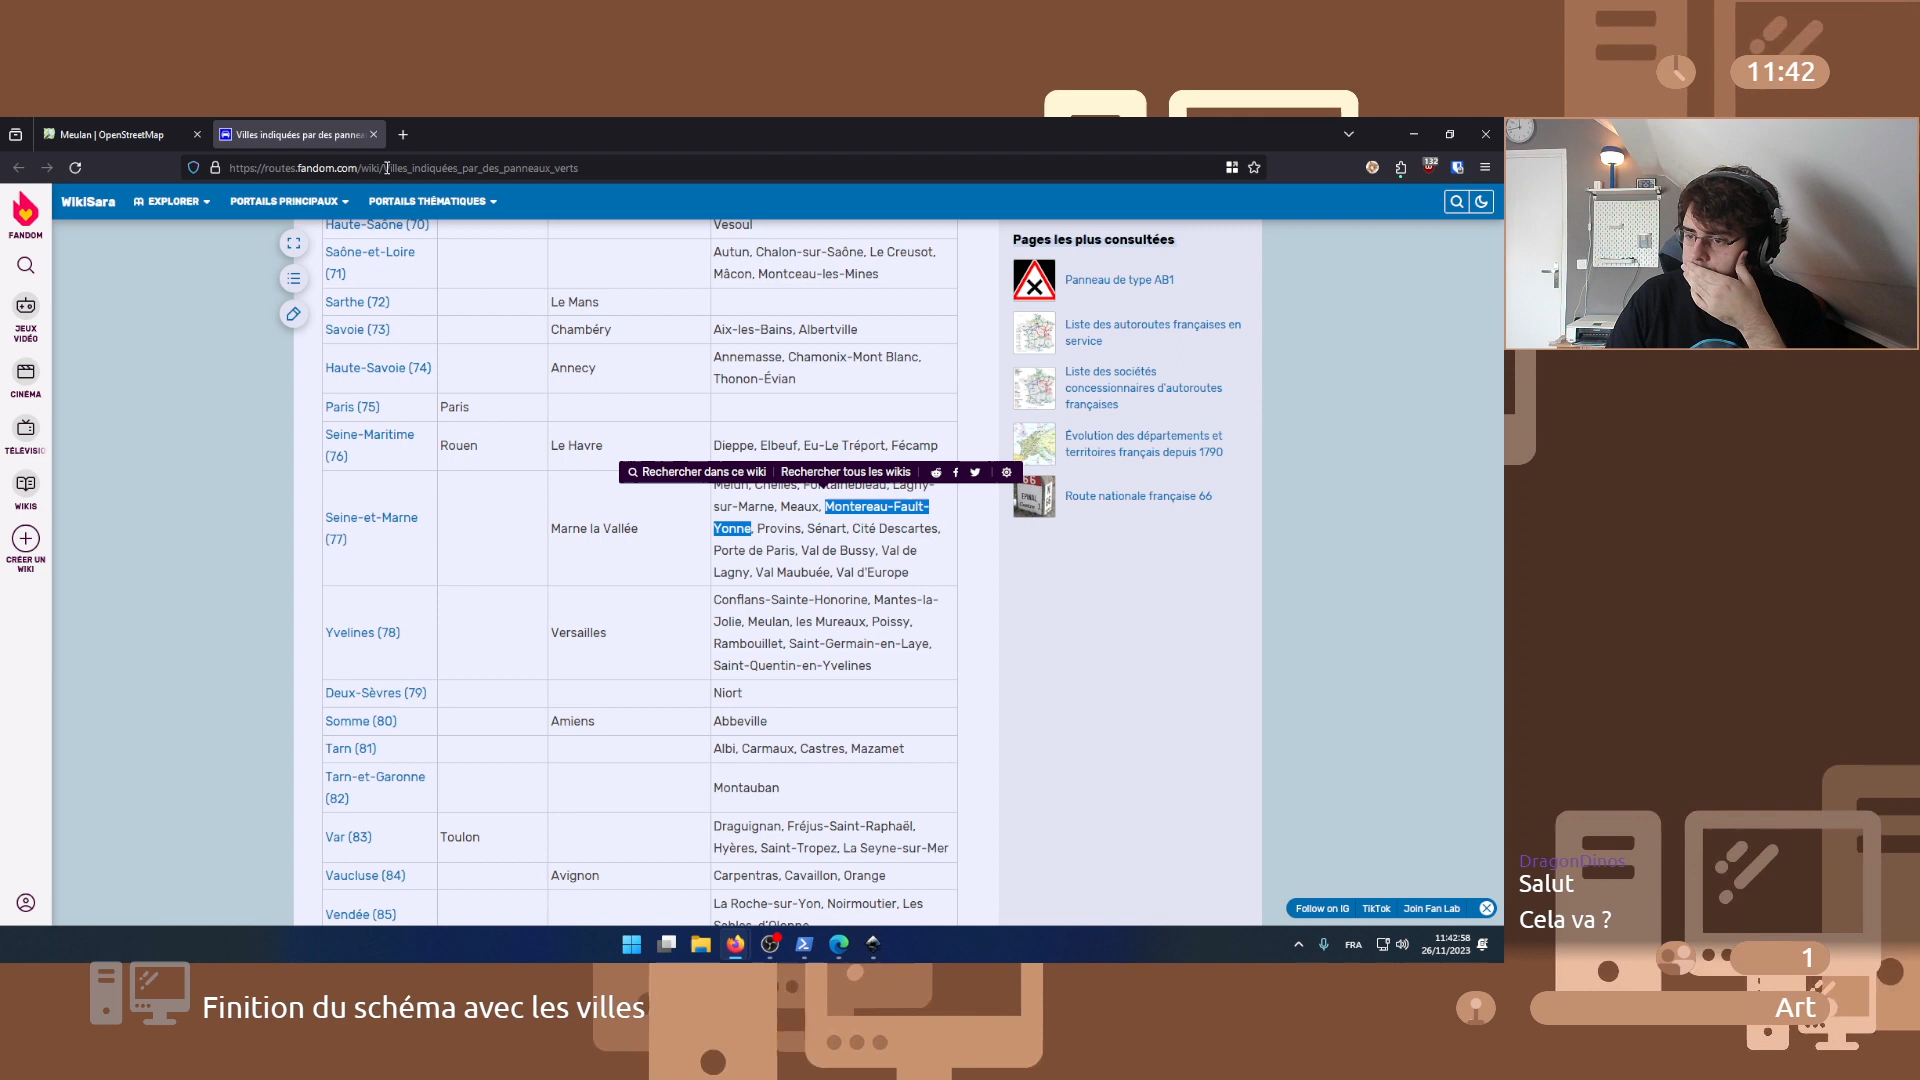 11:42
Meulan | OpenStreetMap
Villes indiquées par des pannea
https://routes.fandom.com/wiki/Villes_indiquées_par_des_panneaux_verts
132
WikiSara
EXPLORER
PORTAILS PRINCIPAUX
PORTAILS THÉMATIQUES
FANDOM
JEUX
VIDÉO
CINÉMA
TÉLÉVISIO
WIKIS
CRÉER UN
WIKI
Haute-Saône (70)
Vesoul
Saône-et-Loire
(71)
Autun, Chalon-sur-Saône, Le Creusot,
Mâcon, Montceau-les-Mines
Sarthe (72)
Le Mans
Savoie (73)
Chambéry
Aix-les-Bains, Albertville
Haute-Savoie (74)
Annecy
Annemasse, Chamonix-Mont Blanc,
Thonon-Évian
Paris (75)
Paris
Seine-Maritime
(76)
Rouen
Le Havre
Dieppe, Elbeuf, Eu-Le Tréport, Fécamp
Rechercher dans ce wiki
Rechercher tous les wikis
Seine-et-Marne
(77)
Marne la Vallée
Melun, Chelles, Fontainebleau, Lagny-
sur-Marne, Meaux, Montereau-Fault-
Yonne, Provins, Sénart, Cité Descartes,
Porte de Paris, Val de Bussy, Val de
Lagny, Val Maubuée, Val d'Europe
Yvelines (78)
Versailles
Conflans-Sainte-Honorine, Mantes-la-
Jolie, Meulan, les Mureaux, Poissy,
Rambouillet, Saint-Germain-en-Laye,
Saint-Quentin-en-Yvelines
Deux-Sèvres (79)
Niort
Somme (80)
Amiens
Abbeville
Tarn (81)
Albi, Carmaux, Castres, Mazamet
Tarn-et-Garonne
(82)
Montauban
Var (83)
Toulon
Draguignan, Fréjus-Saint-Raphaël,
Hyères, Saint-Tropez, La Seyne-sur-Mer
Vaucluse (84)
Avignon
Carpentras, Cavaillon, Orange
Vendée (85)
La Roche-sur-Yon, Noirmoutier, Les
Sables-d'Olonne
Pages les plus consultées
Panneau de type AB1
Liste des autoroutes françaises en
service
Liste des sociétés
concessionnaires d'autoroutes
françaises
Évolution des départements et
territoires français depuis 1790
Route nationale française 66
Follow on IG
TikTok
Join Fan Lab
FRA
11:42:58
26/11/2023
DragonDinos
Salut
Cela va ?
1
Finition du schéma avec les villes
Art